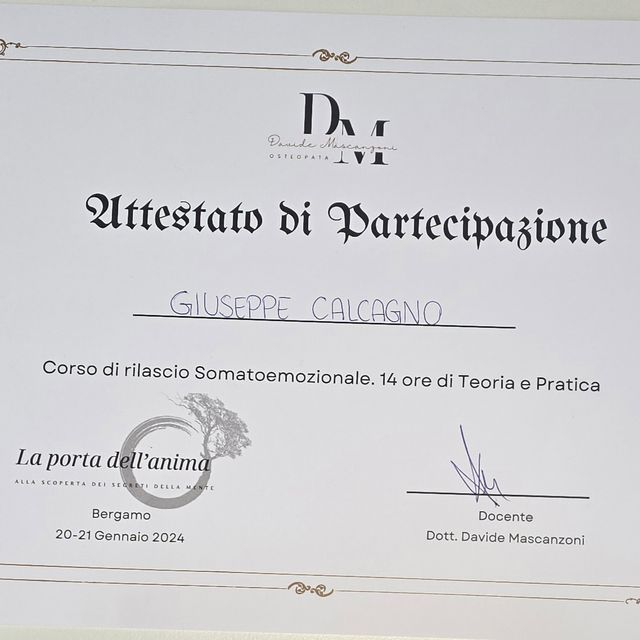 DM
Davide Mascanzoni
OSTEOPATA
Attestato di Partecipazione
GIUSEPPE CALCAGNO
Corso di rilascio Somatoemozionale. 14 ore di Teoria e Pratica
La porta dell'anima
ALLA SCOPERTA DEI SEGRETI DELLA MENTE
Bergamo
20-21 Gennaio 2024
Docente
Dott. Davide Mascanzoni